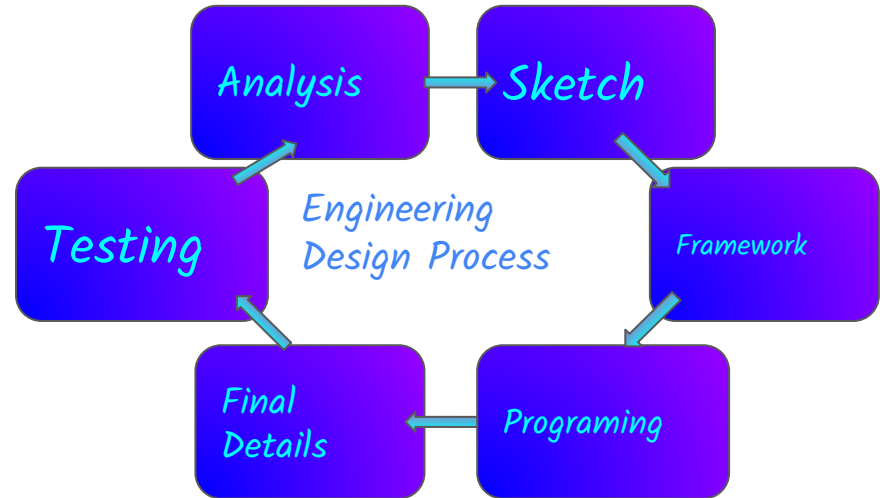 Analysis
Sketch
Testing
Engineering
Design Process
Framework
Final
Details
Programing